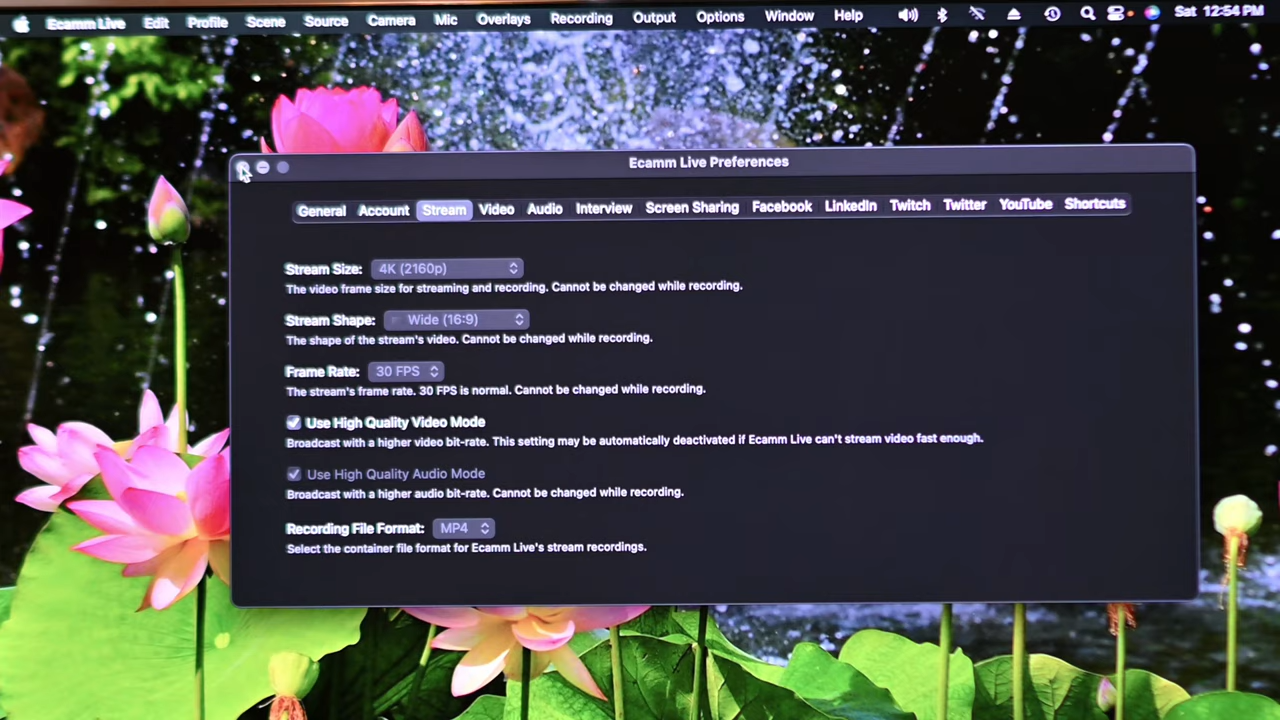 Ecamm Live Edit Profile Scene Source Camera Mic Overlays Recording Output Options Window Help Sat 12:54 PM
Ecamm Live Preferences
General Account Stream Video Audio Interview Screen Sharing Facebook LinkedIn Twitch Twitter YouTube Shortcuts
Stream Size: 4K (2160p)
The video frame size for streaming and recording. Cannot be changed while recording.
Stream Shape: Wide (16:9)
The shape of the stream's video. Cannot be changed while recording.
Frame Rate: 30 FPS
The stream's frame rate. 30 FPS is normal. Cannot be changed while recording.
Use High Quality Video Mode
Broadcast with a higher video bit-rate. This setting may be automatically deactivated if Ecamm Live can't stream video fast enough.
Use High Quality Audio Mode
Broadcast with a higher audio bit-rate. Cannot be changed while recording.
Recording File Format: MP4
Select the container file format for Ecamm Live's stream recordings.